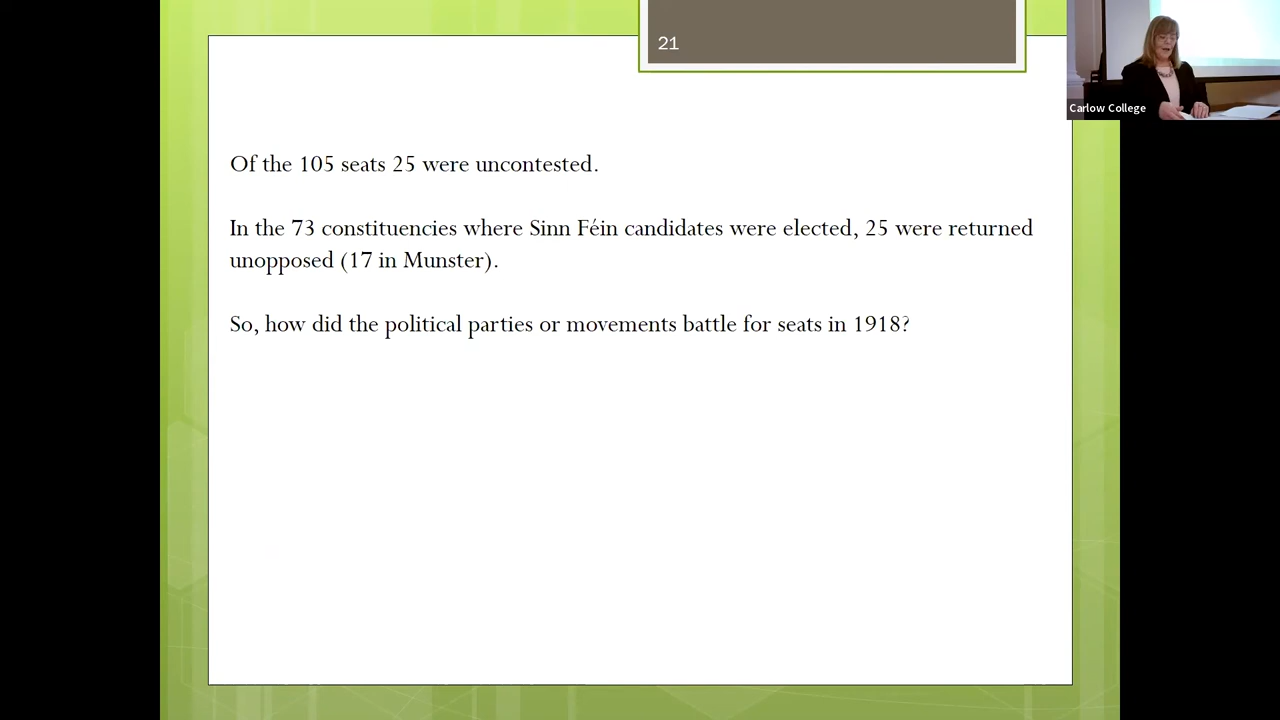 21
Carlow College
Of the 105 seats 25 were uncontested.
In the 73 constituencies where Sinn Féin candidates were elected, 25 were returned
unopposed (17 in Munster).
So, how did the political parties or movements battle for seats in 1918?